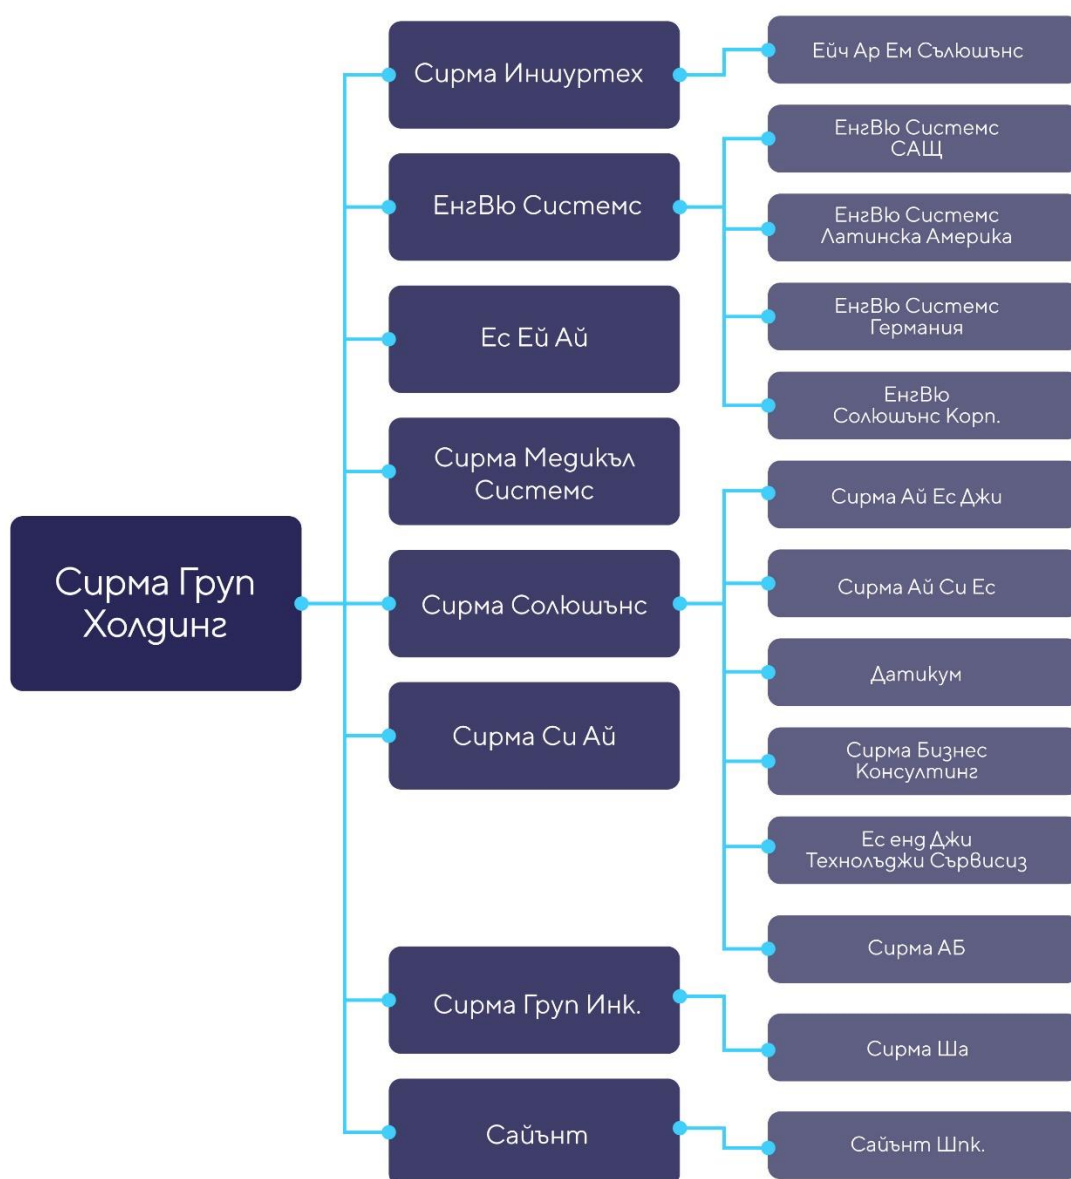 Сирма Груп
Холдинг
Сирма Иншуртех
ЕнгВю Системс
Ес Ей Ай
Сирма Медикъл
Системс
Сирма Солюшънс
Сирма Си Ай
Сирма Груп Инк.
Сайънт
Ейч Ар Ем Сълюшънс
ЕнгВю Системс
САЩ
ЕнгВю Системс
Латинска Америка
ЕнгВю Системс
Германия
ЕнгВю
Солюшънс Корп.
Сирма Ай Ес Джи
Сирма Ай Си Ес
Датикум
Сирма Бизнес
Консултинг
Ес енд Джи
Технолъджи Сървисиз
Сирма АБ
Сирма Ша
Сайънт Шпк.